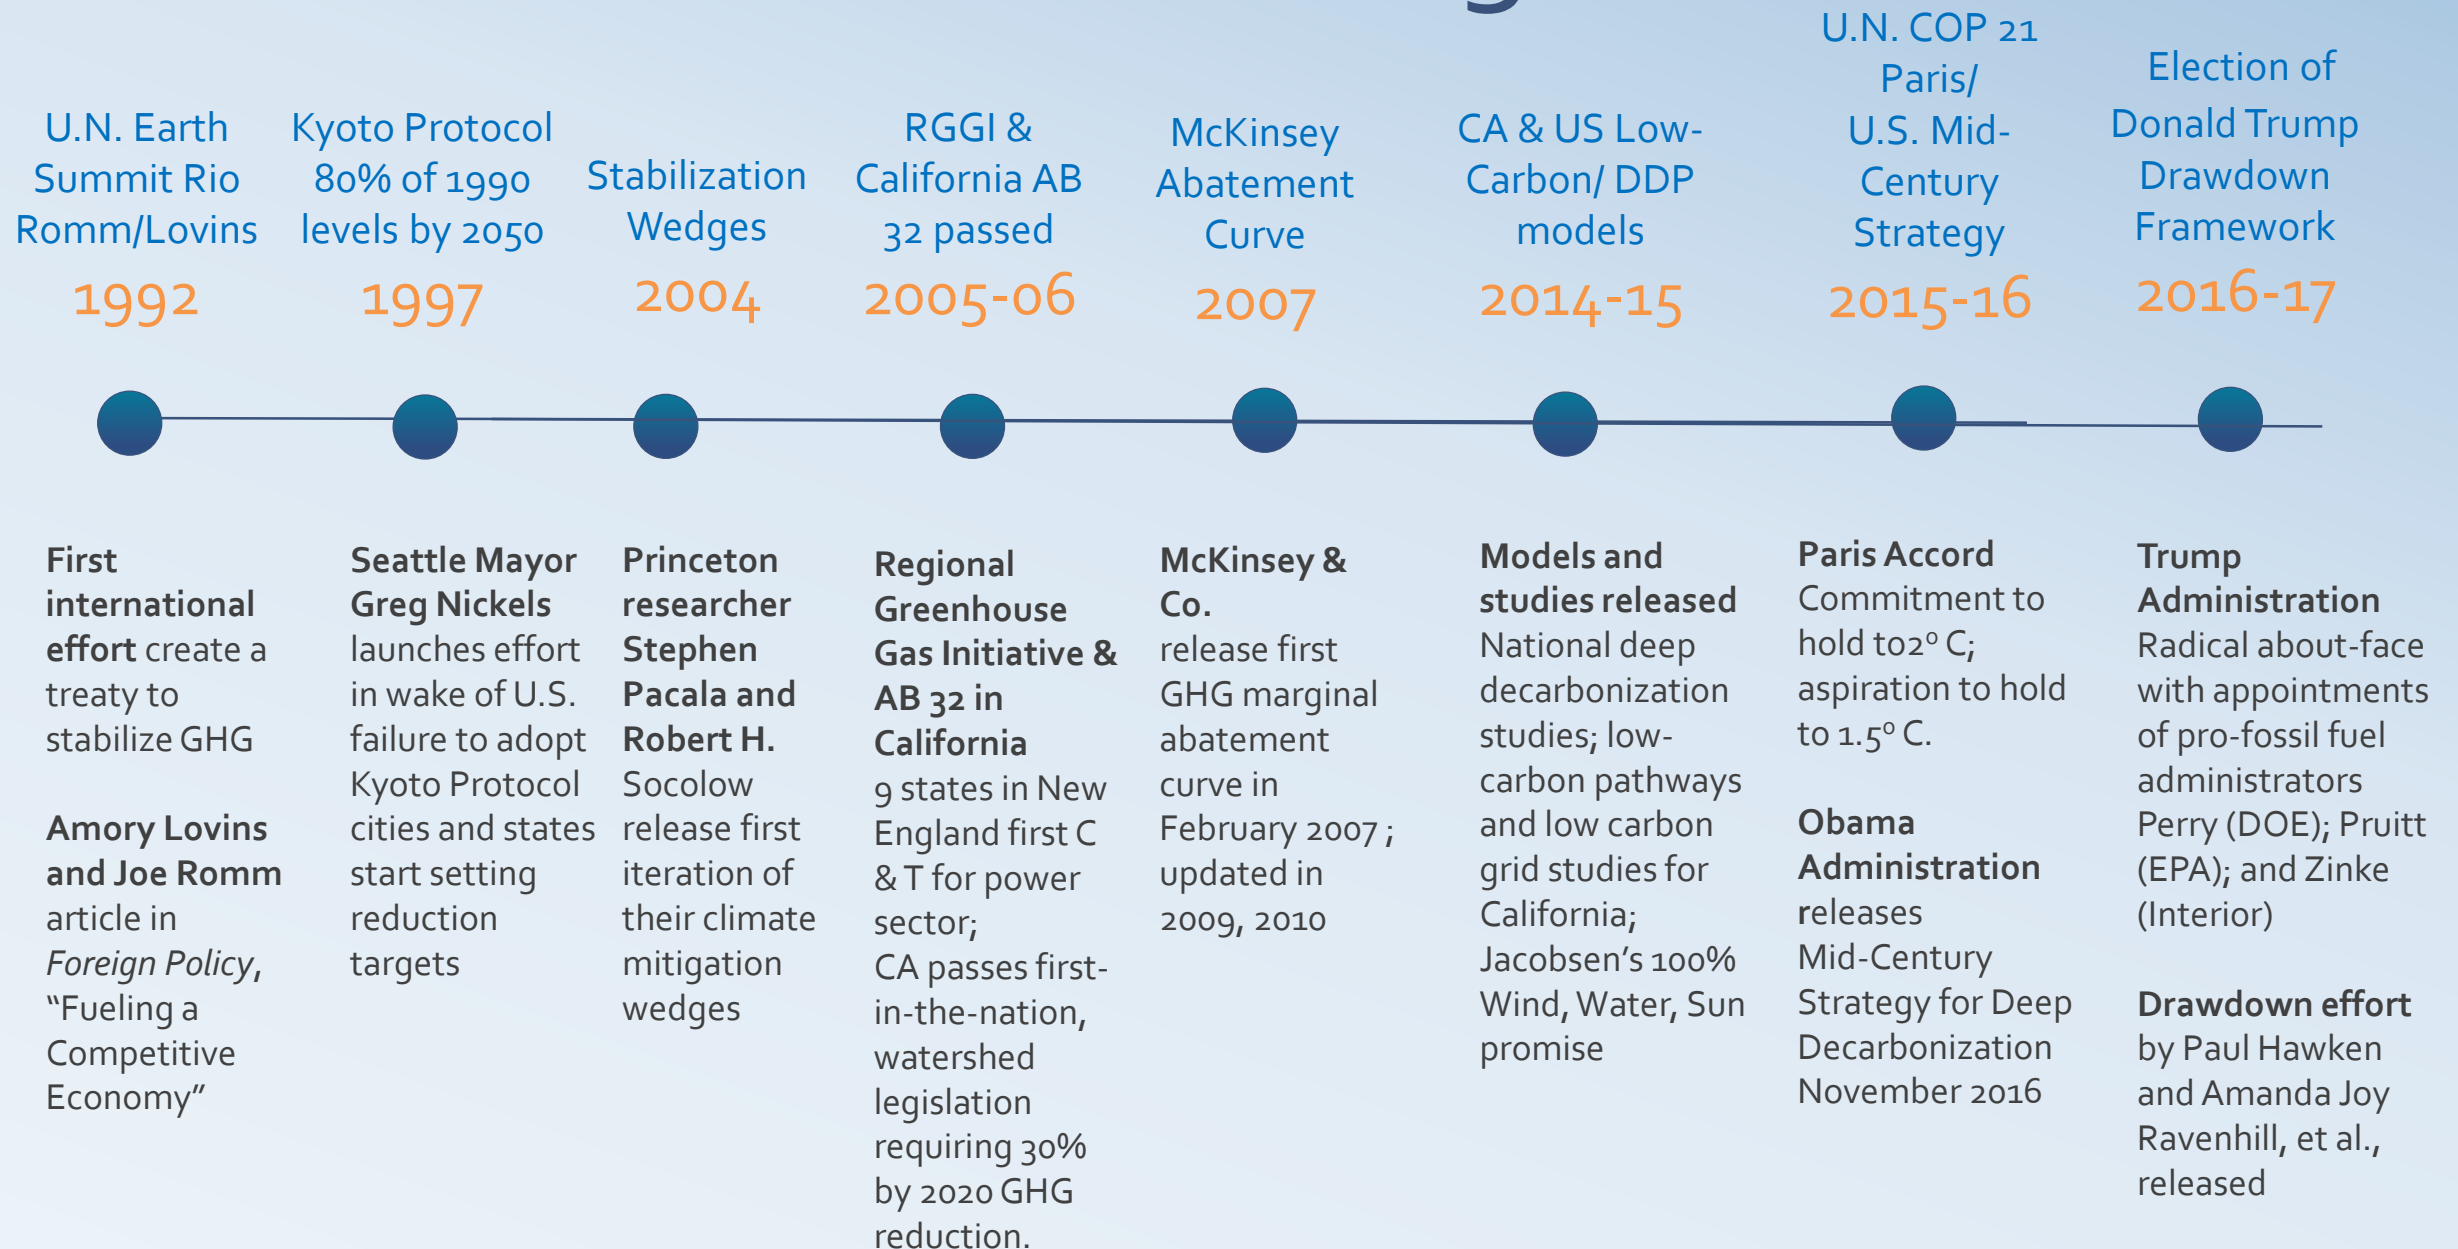 U.N. Earth
Summit Rio
Romm/Lovins
1992
Kyoto Protocol
80% of 1990
levels by 2050
1997
Stabilization
Wedges
2004
RGGI &
California AB
32 passed
2005-06
McKinsey
Abatement
Curve
2007
CA & US Low-
Carbon/ DDP
models
2014-15
U.N. COP 21
Paris/
U.S. Mid-
Century
Strategy
2015-16
Election of
Donald Trump
Drawdown
Framework
2016-17
First
international
effort create a
treaty to
stabilize GHG
Amory Lovins
and Joe Romm
article in
Foreign Policy,
“Fueling a
Competitive
Economy”
Seattle Mayor
Greg Nickels
launches effort
in wake of U.S.
failure to adopt
Kyoto Protocol
cities and states
start setting
reduction
targets
Princeton
researcher
Stephen
Pacala and
Robert H.
Socolow
release first
iteration of
their climate
mitigation
wedges
Regional
Greenhouse
Gas Initiative &
AB 32 in
California
9 states in New
England first C
& T for power
sector;
CA passes first-
in-the-nation,
watershed
legislation
requiring 30%
by 2020 GHG
reduction.
McKinsey &
Co.
release first
GHG marginal
abatement
curve in
February 2007 ;
updated in
2009, 2010
Models and
studies released
National deep
decarbonization
studies; low-
carbon pathways
and low carbon
grid studies for
California;
Jacobsen’s 100%
Wind, Water, Sun
promise
Paris Accord
Commitment to
hold to2º C;
aspiration to hold
to 1.5º C.
Obama
Administration
releases
Mid-Century
Strategy for Deep
Decarbonization
November 2016
Trump
Administration
Radical about-face
with appointments
of pro-fossil fuel
administrators
Perry (DOE); Pruitt
(EPA); and Zinke
(Interior)
Drawdown effort
by Paul Hawken
and Amanda Joy
Ravenhill, et al.,
released